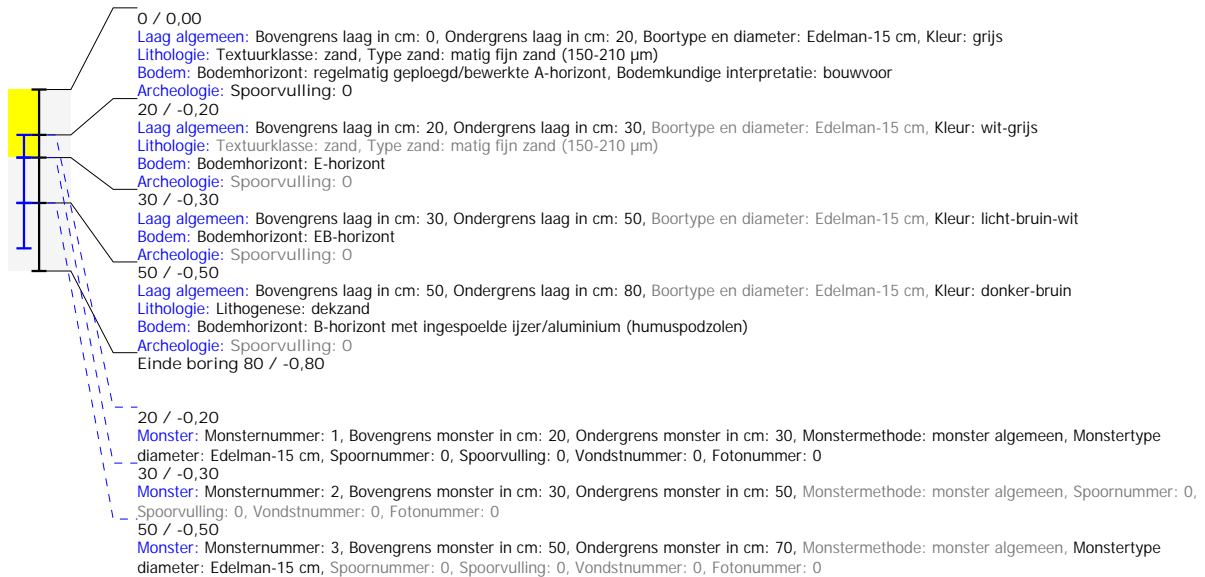 0 / 0,00
Laag algemeen: Bovengrens laag in cm: 0, Ondergrens laag in cm: 20, Boortype en diameter: Edelman-15 cm, Kleur: grijs
Lithologie: Textuurklasse: zand, Type zand: matig fijn zand (150-210 µm)
Bodem: Bodemhorizont: regelmatig geploegd/bewerkte A-horizont, Bodemkundige interpretatie: bouwvoor
Archeologie: Spoorvulling: 0
20 / -0,20
Laag algemeen: Bovengrens laag in cm: 20, Ondergrens laag in cm: 30, Boortype en diameter: Edelman-15 cm, Kleur: wit-grijs
Lithologie: Textuurklasse: zand, Type zand: matig fijn zand (150-210 µm)
Bodem: Bodemhorizont: E-horizont
Archeologie: Spoorvulling: 0
30 / -0,30
Laag algemeen: Bovengrens laag in cm: 30, Ondergrens laag in cm: 50, Boortype en diameter: Edelman-15 cm, Kleur: licht-bruin-wit
Bodem: Bodemhorizont: EB-horizont
Archeologie: Spoorvulling: 0
50 / -0,50
Laag algemeen: Bovengrens laag in cm: 50, Ondergrens laag in cm: 80, Boortype en diameter: Edelman-15 cm, Kleur: donker-bruin
Lithologie: Lithogenese: dekzand
Bodem: Bodemhorizont: B-horizont met ingespoelde ijzer/aluminium (humuspodzolen)
Archeologie: Spoorvulling: 0
Einde boring 80 / -0,80
20 / -0,20
Monster: Monsternummer: 1, Bovengrens monster in cm: 20, Ondergrens monster in cm: 30, Monstermethode: monster algemeen, Monstertype
diameter: Edelman-15 cm, Spoornummer: 0, Spoorvulling: 0, Vondstnummer: 0, Fotonummer: 0
30 / -0,30
Monster: Monsternummer: 2, Bovengrens monster in cm: 30, Ondergrens monster in cm: 50, Monstermethode: monster algemeen, Spoornummer: 0,
Spoorvulling: 0, Vondstnummer: 0, Fotonummer: 0
50 / -0,50
Monster: Monsternummer: 3, Bovengrens monster in cm: 50, Ondergrens monster in cm: 70, Monstermethode: monster algemeen, Monstertype
diameter: Edelman-15 cm, Spoornummer: 0, Spoorvulling: 0, Vondstnummer: 0, Fotonummer: 0